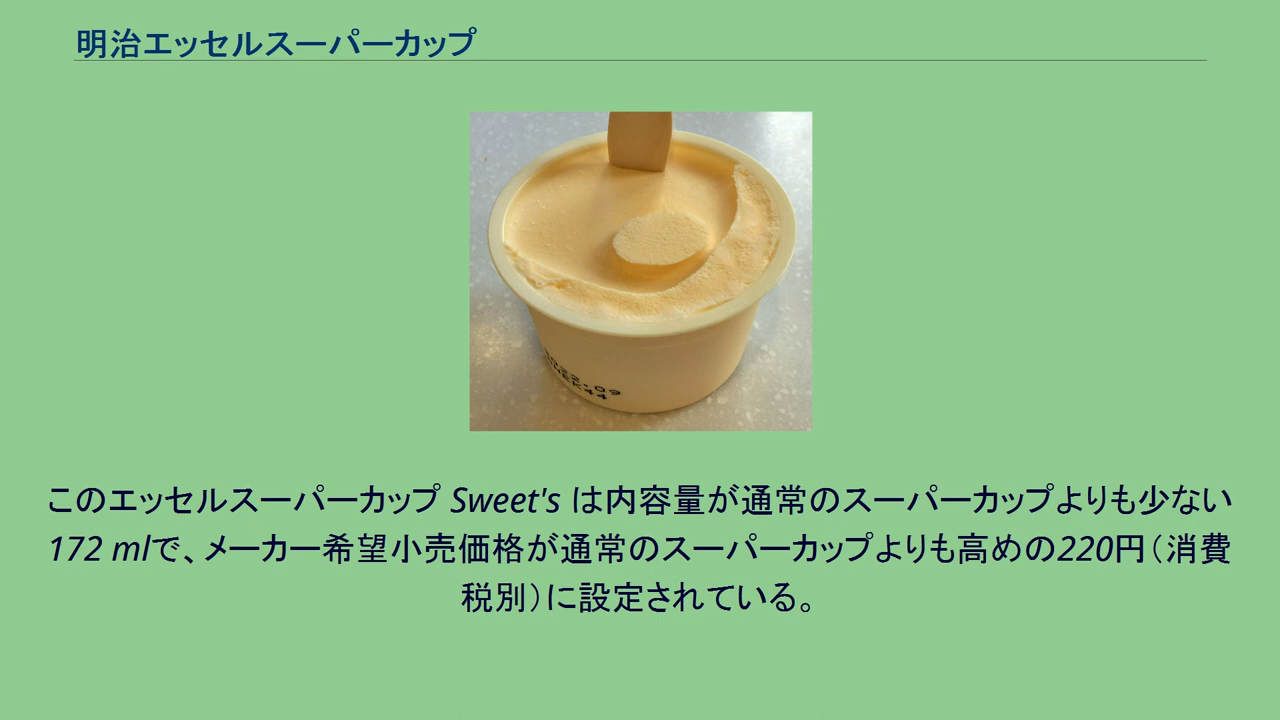 明治エッセルスーパーカップ
2022.09
44
このエッセルスーパーカップ Sweet's は内容量が通常のスーパーカップよりも少ない
172 mlで、メーカー希望小売価格が通常のスーパーカップよりも高めの220円（消費
税別）に設定されている。